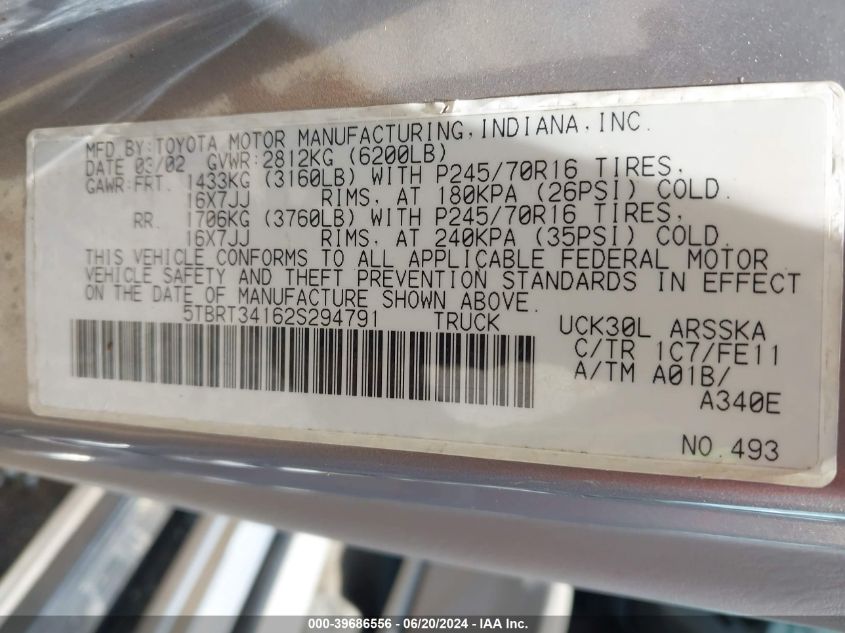 MFD BY: TOYOTA MOTOR MANUFACTURING, INDIANA, INC.
DATE 03/02 GVWR: 2812KG (6200LB)
GAWR: FRT. 1433KG (3160LB) WITH P245/70R16 TIRES,
16X7JJ RIMS, AT 180KPA (26PSI) COLD.
RR. 1706KG (3760LB) WITH P245/70R16 TIRES,
16X7JJ RIMS, AT 240KPA (35PSI) COLD.
THIS VEHICLE CONFORMS TO ALL APPLICABLE FEDERAL MOTOR
VEHICLE SAFETY AND THEFT PREVENTION STANDARDS IN EFFECT
ON THE DATE OF MANUFACTURE SHOWN ABOVE.
5TBRT34162S294791 TRUCK
UCK30L ARSSKA
C/TR 1C7/FE11
A/TM A01B/
A340E
NO. 493
000-39686556 / 06/20/2024 - IAA Inc.